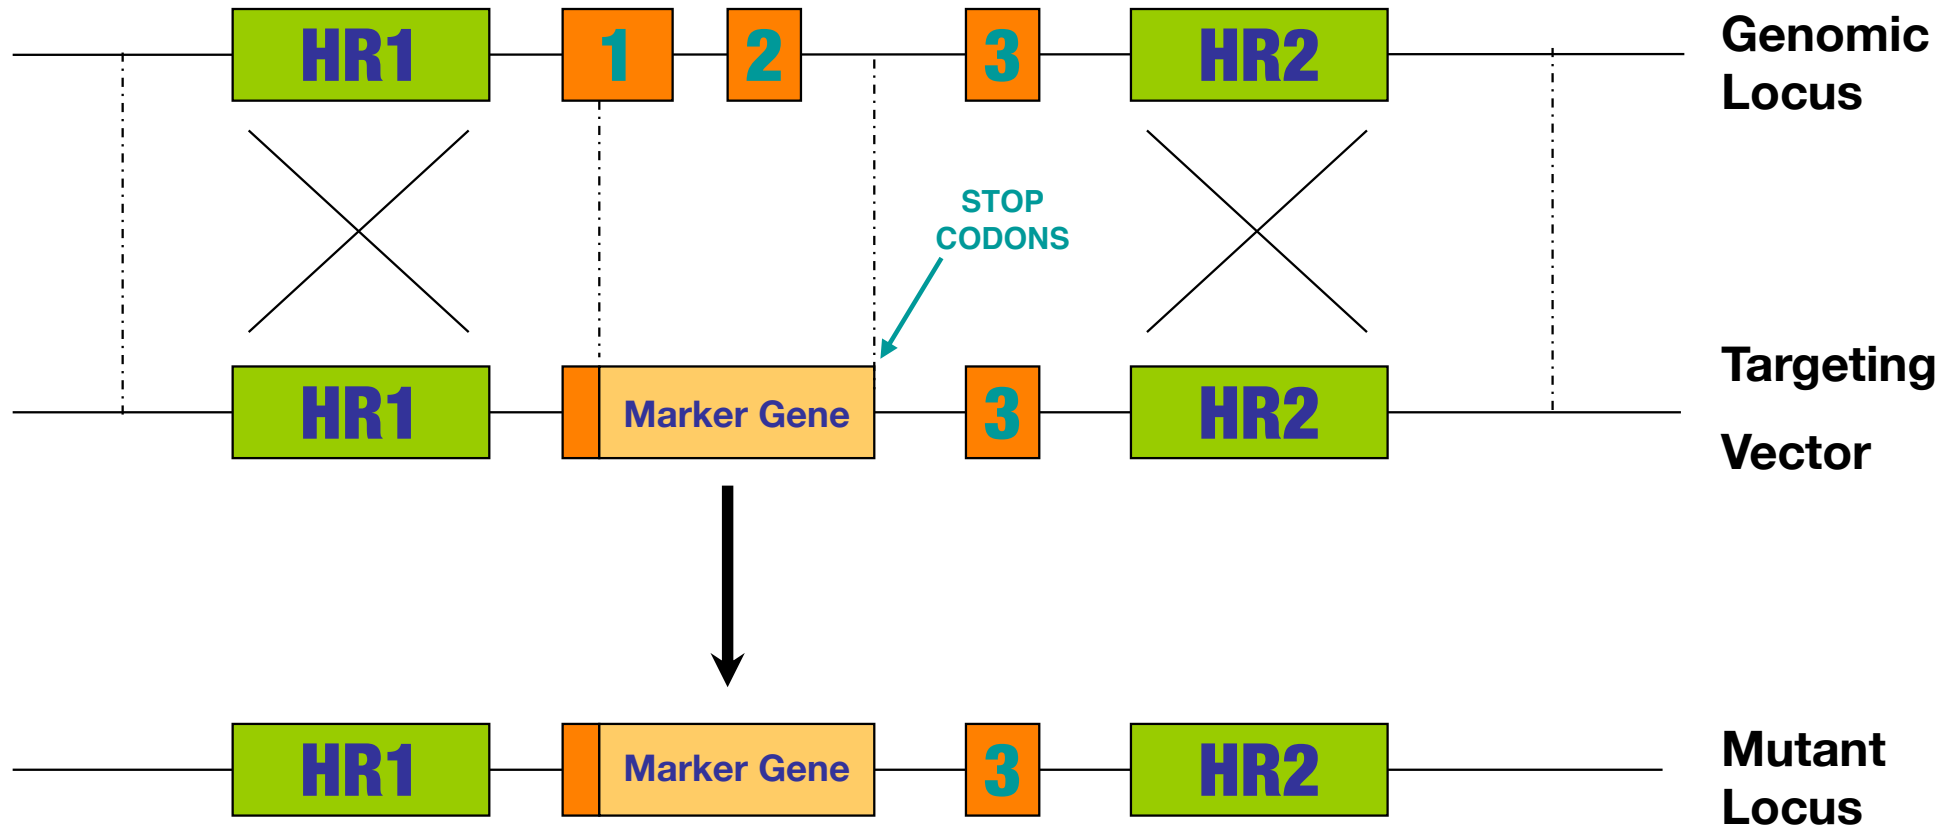 HR1 1 2 3 HR2 Genomic
Locus
STOP
CODONS
HR1 Marker Gene 3 HR2 Targeting
Vector
HR1 Marker Gene 3 HR2 Mutant
Locus